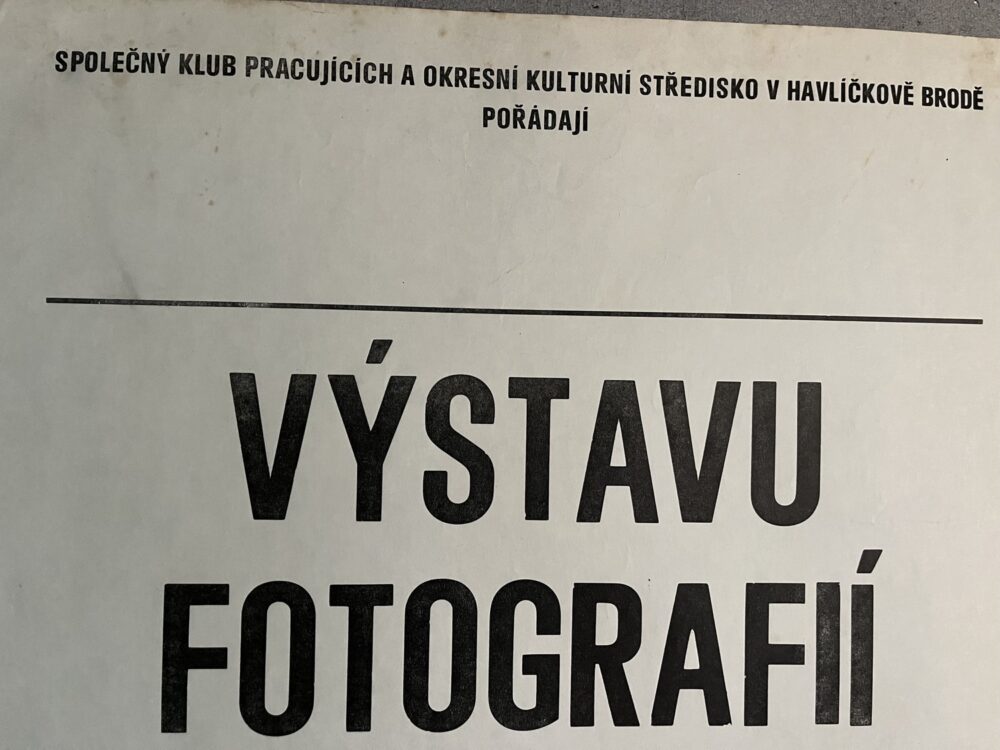 SPOLEČNÝ KLUB PRACUJÍCÍCH A OKRESNÍ KULTURNÍ STŘEDISKO V HAVLÍČKOVĚ BRODĚ
POŘÁDAJÍ
VÝSTAVU
FOTOGRAFIÍ